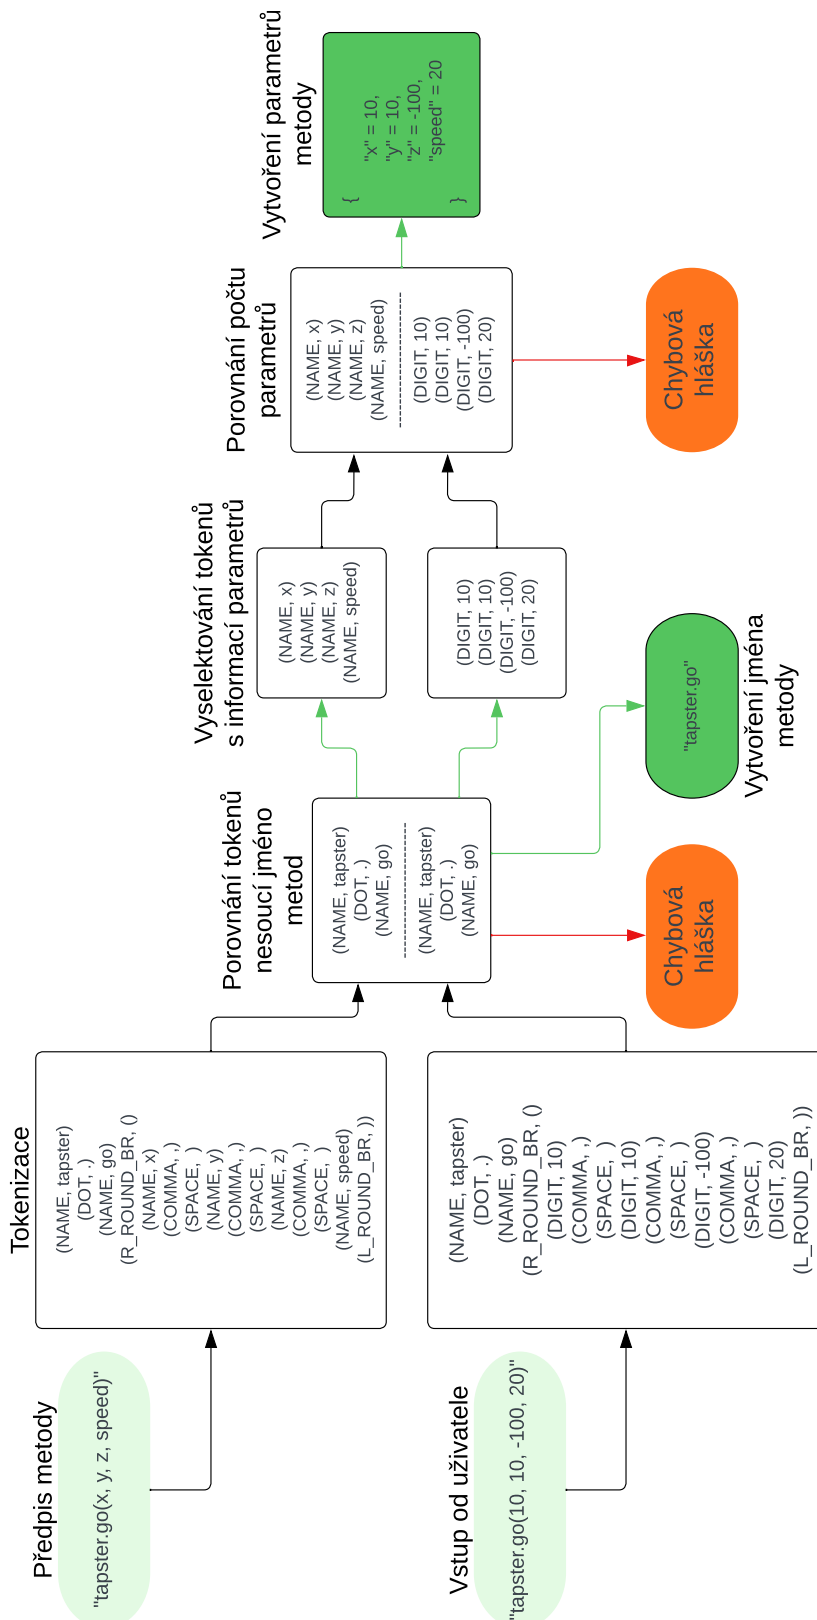 Předpis metody
"tapster.go(x, y, z, speed)"
Vstup od uživatele
"tapster.go(10, 10, -100, 20)"
Tokenizace
(NAME, tapster)
(DOT, .)
(NAME, go)
(R_ROUND_BR, ()
(NAME, x)
(COMMA, ,)
(SPACE, )
(NAME, y)
(COMMA, ,)
(SPACE, )
(NAME, z)
(COMMA, ,)
(SPACE, )
(NAME, speed)
(L_ROUND_BR, ))
(NAME, tapster)
(DOT, .)
(NAME, go)
(R_ROUND_BR, ()
(DIGIT, 10)
(COMMA, ,)
(SPACE, )
(DIGIT, 10)
(COMMA, ,)
(SPACE, )
(DIGIT, -100)
(COMMA, ,)
(SPACE, )
(DIGIT, 20)
(L_ROUND_BR, ))
Porovnání tokenů
nesoucí jméno
metod
(NAME, tapster)
(DOT, .)
(NAME, go)
(NAME, tapster)
(DOT, .)
(NAME, go)
Chybová
hláška
"tapster.go"
Vytvoření jména
metody
Vyselektování tokenů
s informací parametrů
(NAME, x)
(NAME, y)
(NAME, z)
(NAME, speed)
(DIGIT, 10)
(DIGIT, 10)
(DIGIT, -100)
(DIGIT, 20)
Porovnání počtu
parametrů
(NAME, x)
(NAME, y)
(NAME, z)
(NAME, speed)
(DIGIT, 10)
(DIGIT, 10)
(DIGIT, -100)
(DIGIT, 20)
Chybová
hláška
Vytvoření parametrů
metody
{
"x" = 10,
"y" = 10,
"z" = -100,
"speed" = 20
}